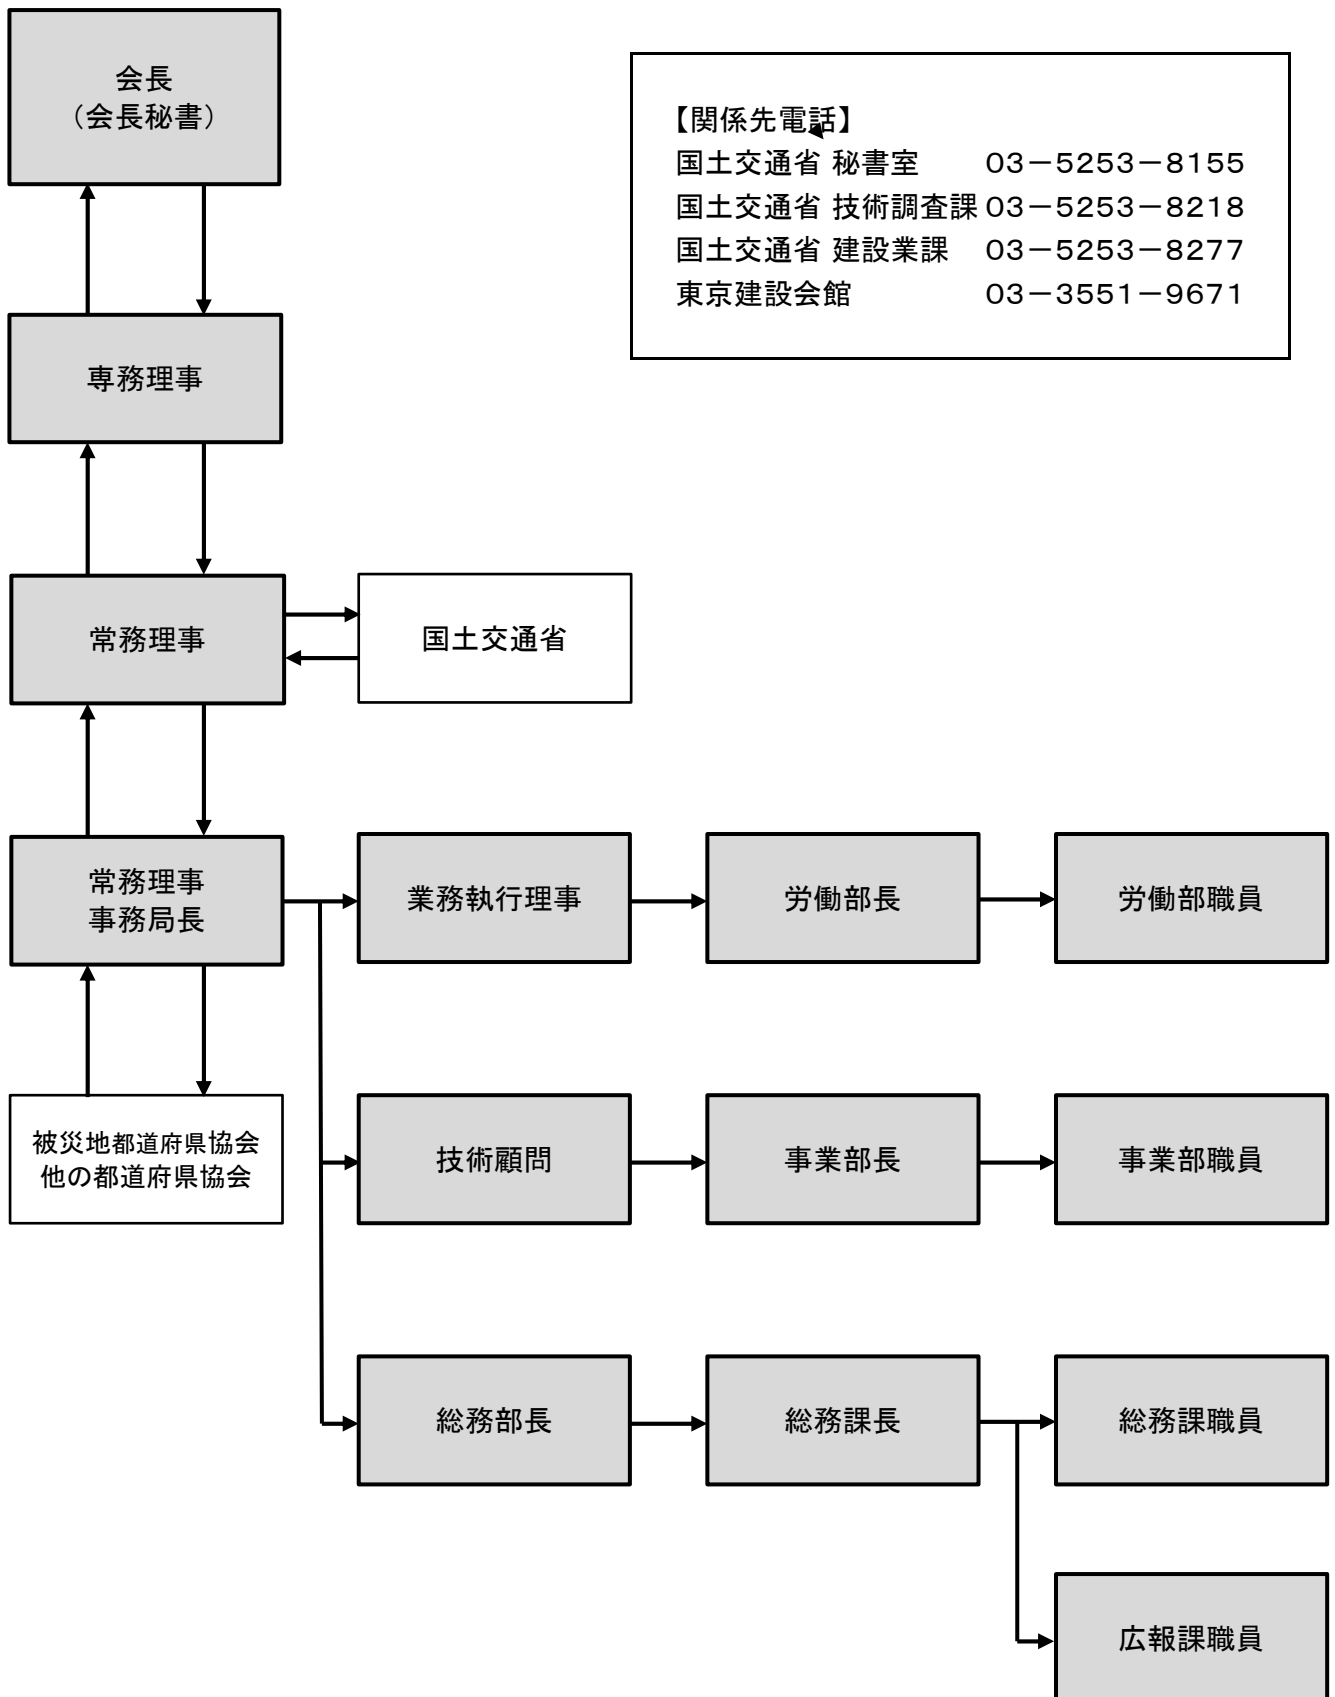 会長
（会長秘書）
【関係先電話】
国土交通省 秘書室 03－5253－8155
国土交通省 技術調査課 03－5253－8218
国土交通省 建設業課 03－5253－8277
東京建設会館 03－3551－9671
専務理事
常務理事
国土交通省
常務理事
事務局長
業務執行理事
労働部長
労働部職員
被災地都道府県協会
他の都道府県協会
技術顧問
事業部長
事業部職員
総務部長
総務課長
総務課職員
広報課職員